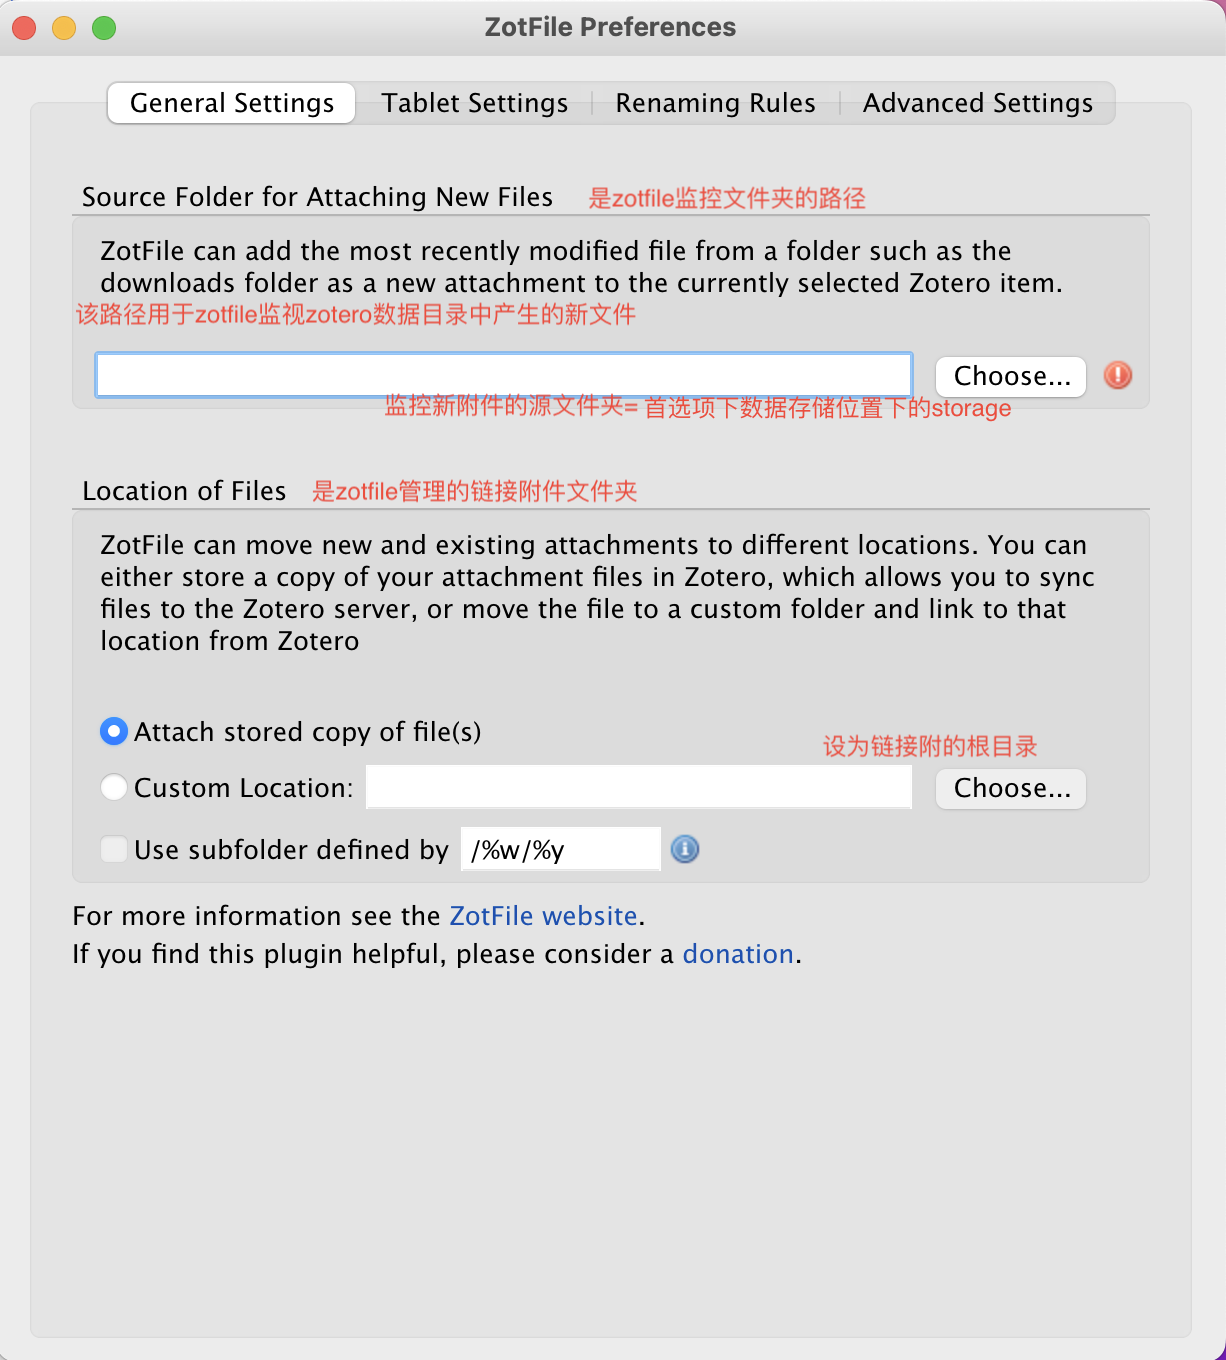 ZotFile Preferences
General Settings
Tablet Settings
Renaming Rules
Advanced Settings
Source Folder for Attaching New Files
是zotfile监控文件夹的路径
ZotFile can add the most recently modified file from a folder such as the
downloads folder as a new attachment to the currently selected Zotero item.
该路径用于zotfile监视zotero数据目录中产生的新文件
Choose...
监控新附件的源文件夹= 首选项下数据存储位置下的storage
Location of Files
是zotfile管理的链接附件文件夹
ZotFile can move new and existing attachments to different locations. You can
either store a copy of your attachment files in Zotero, which allows you to sync
files to the Zotero server, or move the file to a custom folder and link to that
location from Zotero
Attach stored copy of file(s)
设为链接附的根目录
Custom Location:
Choose...
Use subfolder defined by
/%w/%y
For more information see the ZotFile website.
If you find this plugin helpful, please consider a donation.